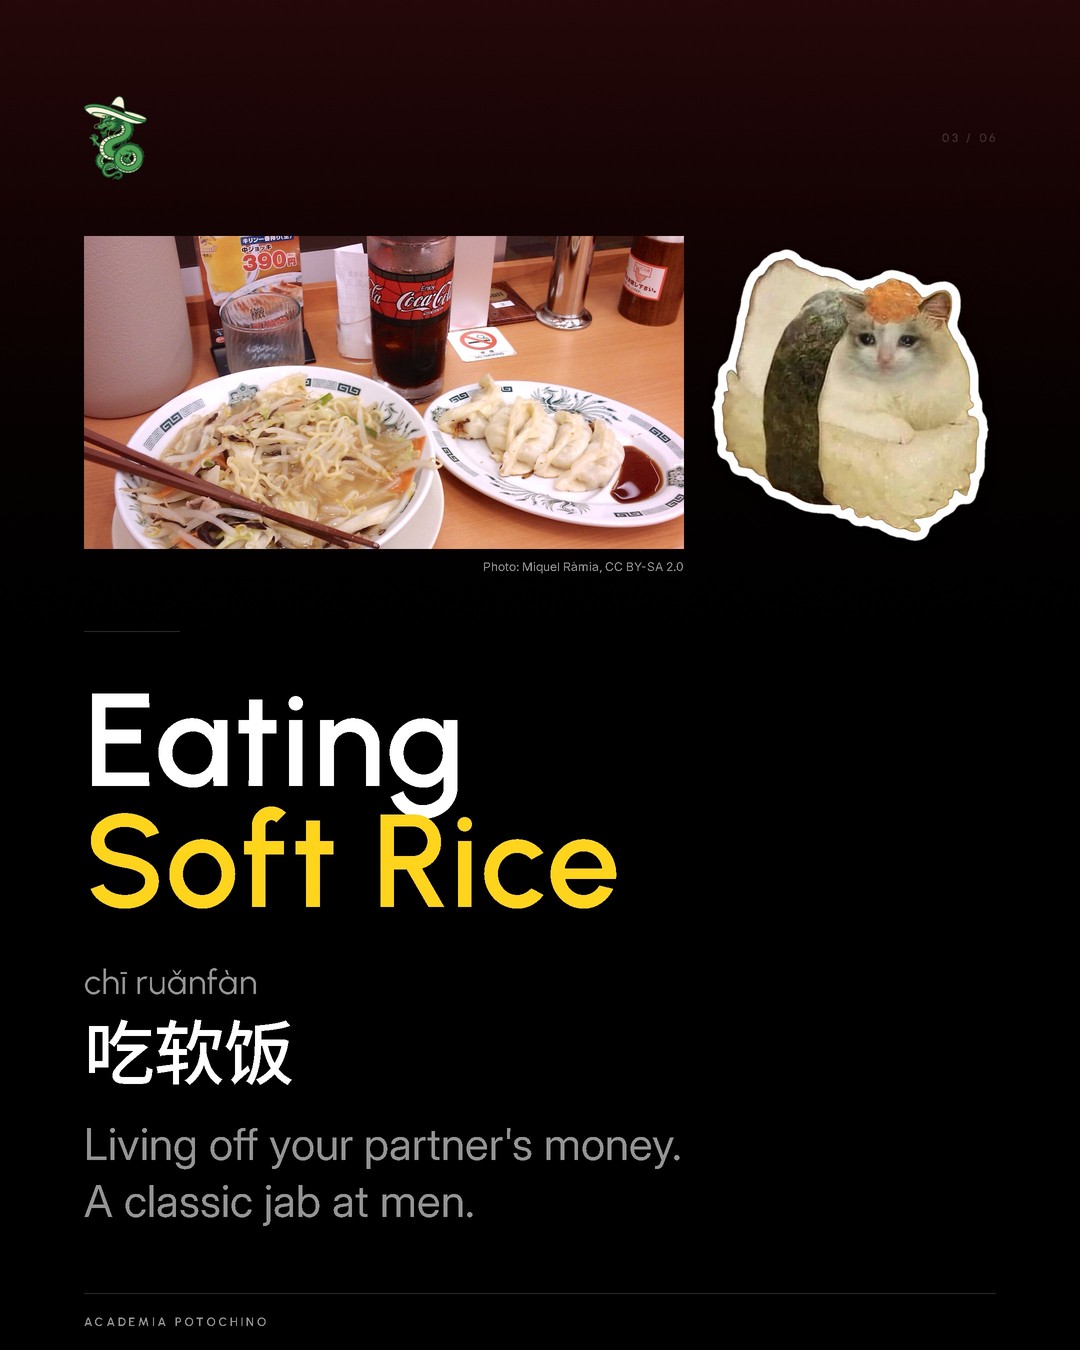 03 / 06
390円
Enjoy
Coca-Cola
Photo: Miquel Ràmia, CC BY-SA 2.0
Eating
Soft Rice
chī ruǎnfàn
吃软饭
Living off your partner's money.
A classic jab at men.
ACADEMIA POTOCHINO